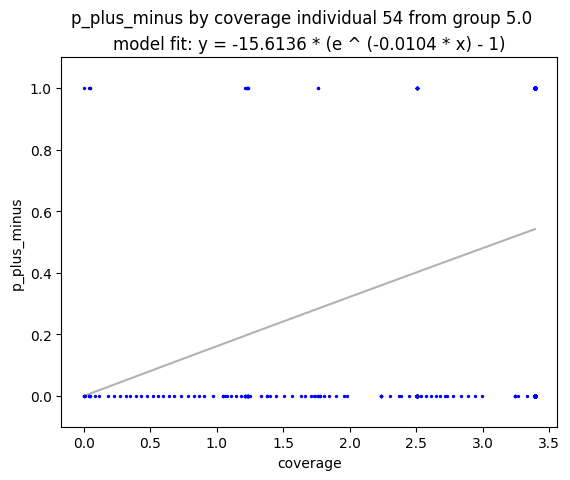 p_plus_minus by coverage individual 54 from group 5.0
model fit: y = -15.6136 * (e ^ (-0.0104 * x) - 1)
1.0
0.8
0.6
0.4
0.2
0.0
p_plus_minus
0.0 0.5 1.0 1.5 2.0 2.5 3.0 3.5
coverage